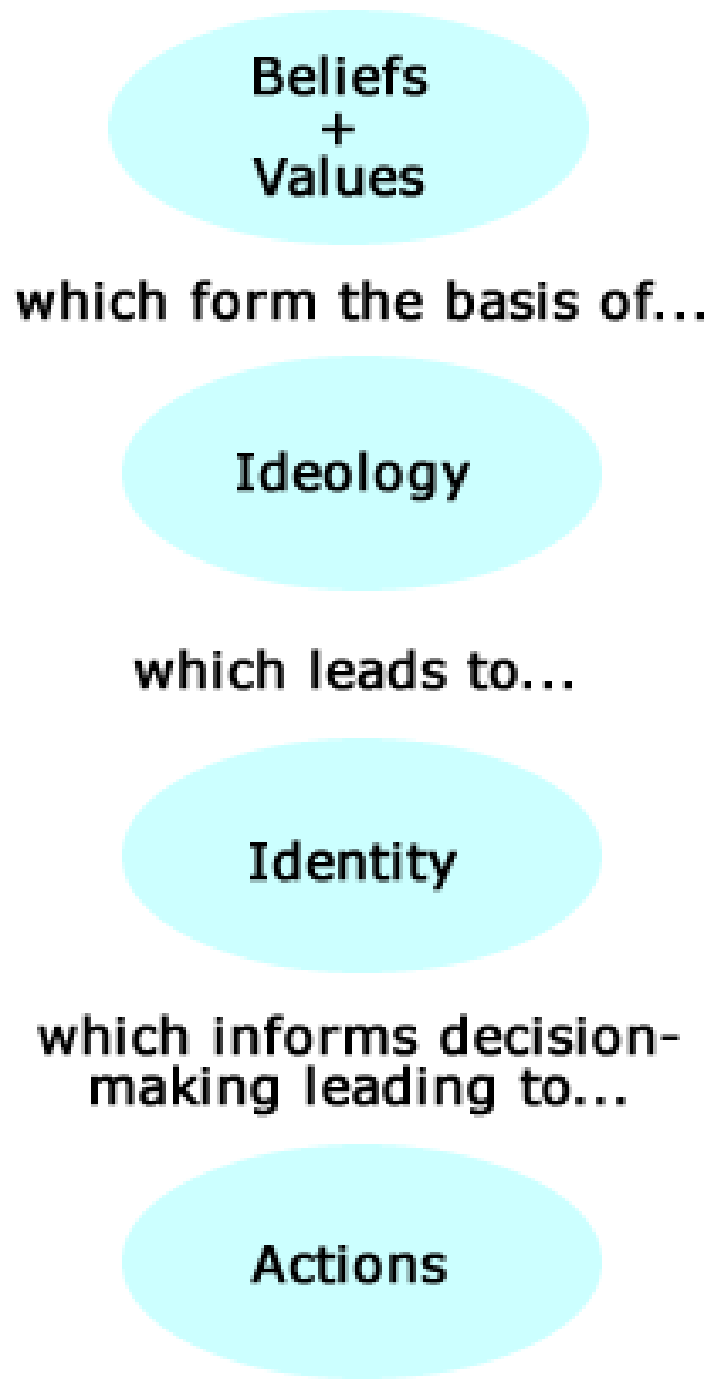 Beliefs
+
Values
which form the basis of...
Ideology
which leads to...
Identity
which informs decision-
making leading to...
Actions